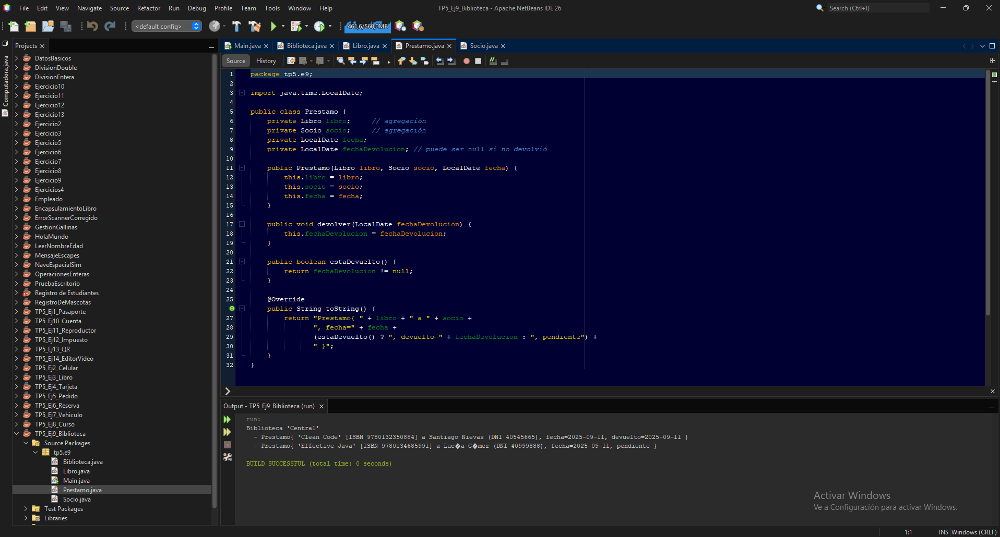 File Edit View Navigate Source Refactor Run Debug Profile Team Tools Window Help
TP5_Ej9_Biblioteca - Apache NetBeans IDE 26
Search (Ctrl+I)
<default config>
461,6/560,0MB
Computadora.java
Projects
DatosBasicos
DivisionDouble
DivisionEntera
Ejercicio10
Ejercicio11
Ejercicio12
Ejercicio13
Ejercicio2
Ejercicio3
Ejercicio5
Ejercicio6
Ejercicio7
Ejercicio8
Ejercicio9
Ejercicios4
Empleado
EncapsulamientoLibro
ErrorScannerCorregido
GestionGallinas
HolaMundo
LeerNombreEdad
MensajeEscapes
NaveEspacialSim
OperacionesEnteras
PruebaEscritorio
Registro de Estudiantes
RegistroDeMascotas
TP5_Ej1_Pasaporte
TP5_Ej10_Cuenta
TP5_Ej11_Reproductor
TP5_Ej12_Impuesto
TP5_Ej13_QR
TP5_Ej14_EditorVideo
TP5_Ej2_Celular
TP5_Ej3_Libro
TP5_Ej4_Tarjeta
TP5_Ej5_Pedido
TP5_Ej6_Reserva
TP5_Ej7_Vehiculo
TP5_Ej8_Curso
TP5_Ej9_Biblioteca
Source Packages
tp5.e9
Biblioteca.java
Libro.java
Main.java
Prestamo.java
Socio.java
Test Packages
Libraries
Main.java Biblioteca.java Libro.java Prestamo.java Socio.java
Source History
1 package tp5.e9;
2
3 import java.time.LocalDate;
4
5 public class Prestamo {
6 private Libro libro; // agregación
7 private Socio socio; // agregación
8 private LocalDate fecha;
9 private LocalDate fechaDevolucion; // puede ser null si no devolvió
10
11 public Prestamo(Libro libro, Socio socio, LocalDate fecha) {
12 this.libro = libro;
13 this.socio = socio;
14 this.fecha = fecha;
15 }
16
17 public void devolver(LocalDate fechaDevolucion) {
18 this.fechaDevolucion = fechaDevolucion;
19 }
20
21 public boolean estaDevuelto() {
22 return fechaDevolucion != null;
23 }
24
25 @Override
public String toString() {
27 return "Prestamo{ " + libro + " a " + socio +
28 ", fecha=" + fecha +
29 (estaDevuelto() ? ", devuelto=" + fechaDevolucion : ", pendiente") +
30 " }";
31 }
32 }
Output - TP5_Ej9_Biblioteca (run)
run:
Biblioteca 'Central'
- Prestamo{ 'Clean Code' [ISBN 9780132350884] a Santiago Nievas (DNI 40545665), fecha=2025-09-11, devuelto=2025-09-11 }
- Prestamo{ 'Effective Java' [ISBN 9780134685991] a Luc�a G�mez (DNI 40999888), fecha=2025-09-11, pendiente }
BUILD SUCCESSFUL (total time: 0 seconds)
Activar Windows
Ve a Configuración para activar Windows.
1:1 INS Windows (CRLF)